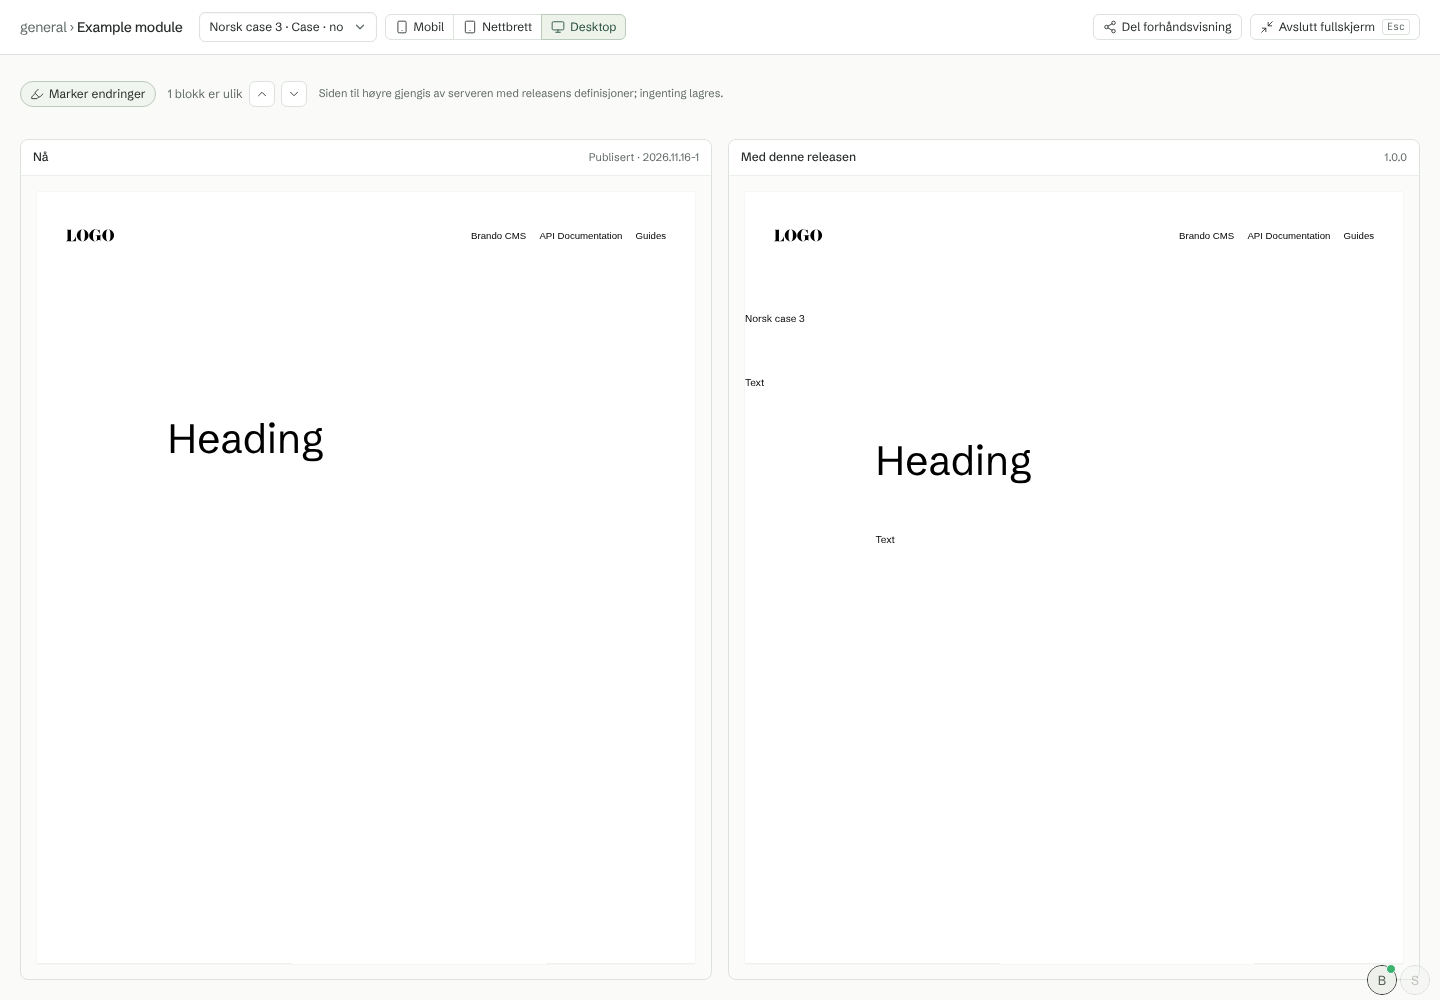 general › Example module
Norsk case 3 · Case · no
Mobil
Nettbrett
Desktop
Del forhåndsvisning
Avslutt fullskjerm Esc
Marker endringer
1 blokk er ulik
Siden til høyre gjengis av serveren med releasens definisjoner; ingenting lagres.
Nå
Publisert · 2026.11.16-1
LOGO
Brando CMS API Documentation Guides
Heading
Med denne releasen
1.0.0
LOGO
Brando CMS API Documentation Guides
Norsk case 3
Text
Heading
Text
B
S